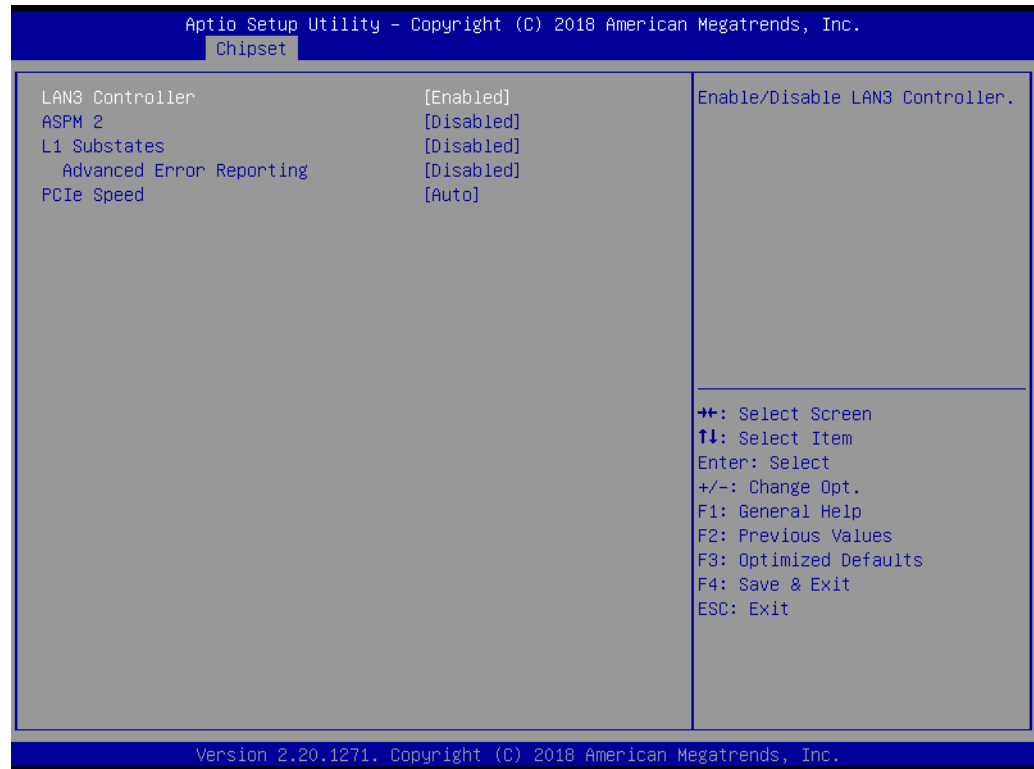 Aptio Setup Utility – Copyright (C) 2018 American Megatrends, Inc.
Chipset
LAN3 Controller [Enabled]
ASPM 2 [Disabled]
L1 Substates [Disabled]
Advanced Error Reporting [Disabled]
PCIe Speed [Auto]
Enable/Disable LAN3 Controller.
→←: Select Screen
↑↓: Select Item
Enter: Select
+/-: Change Opt.
F1: General Help
F2: Previous Values
F3: Optimized Defaults
F4: Save & Exit
ESC: Exit
Version 2.20.1271. Copyright (C) 2018 American Megatrends, Inc.